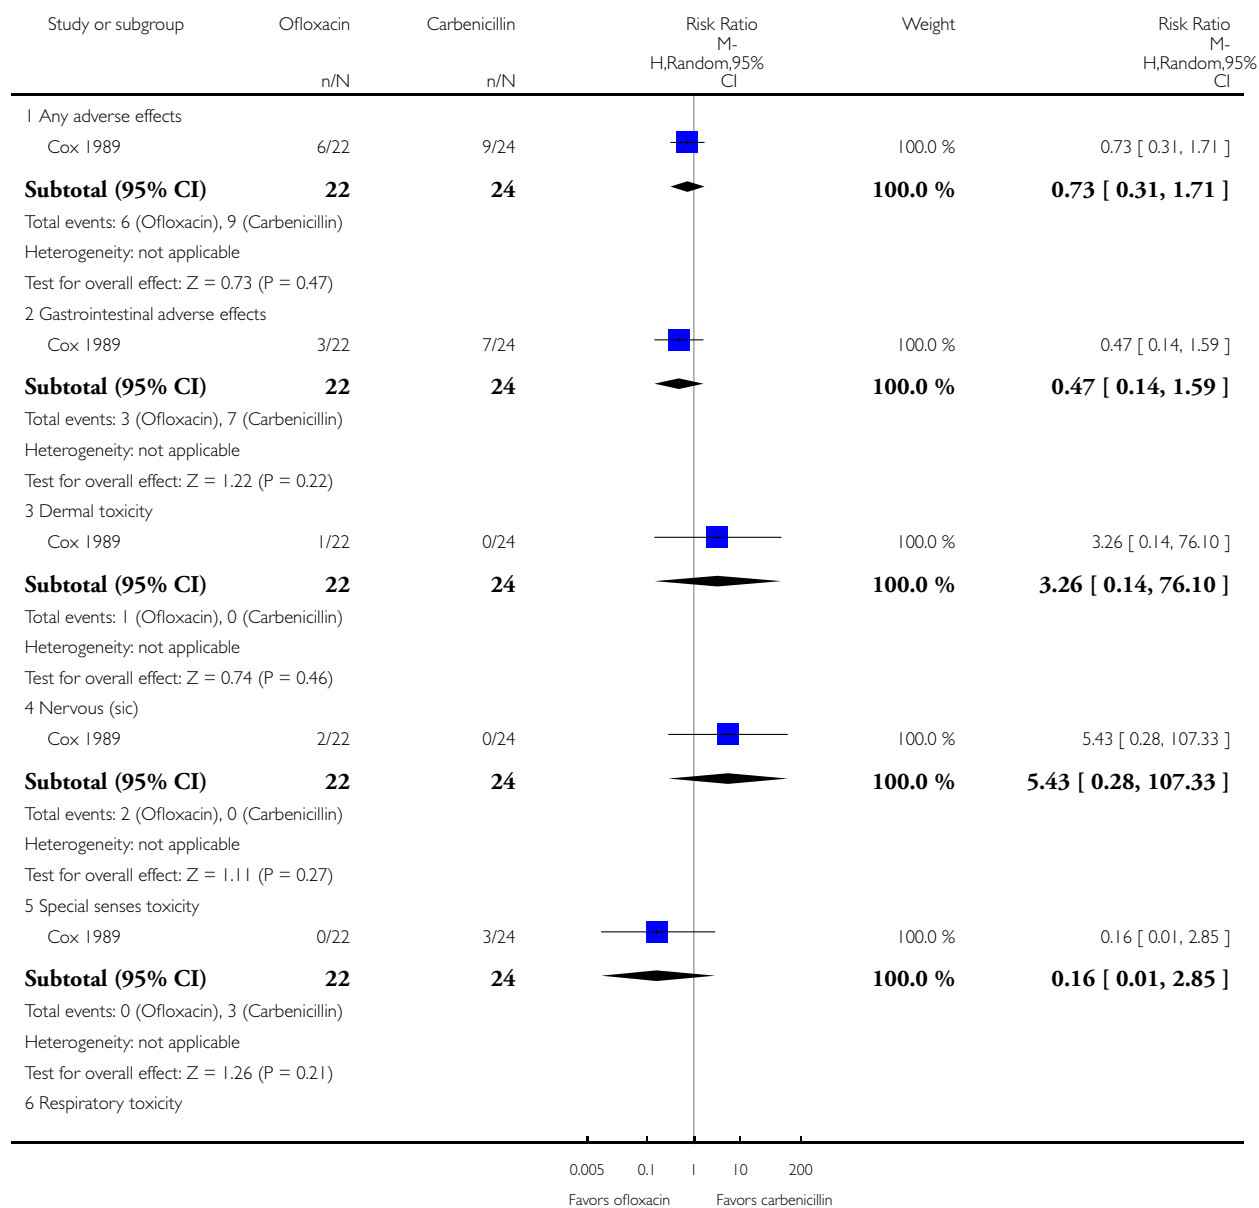 Study or subgroup Ofloxacin Carbenicillin Risk Ratio Weight Risk Ratio
M- M-
H,Random,95% H,Random,95%
n/N n/N CI CI
1 Any adverse effects
Cox 1989 6/22 9/24 100.0 % 0.73 [ 0.31, 1.71 ]
Subtotal (95% CI) 22 24 100.0 % 0.73 [ 0.31, 1.71 ]
Total events: 6 (Ofloxacin), 9 (Carbenicillin)
Heterogeneity: not applicable
Test for overall effect: Z = 0.73 (P = 0.47)
2 Gastrointestinal adverse effects
Cox 1989 3/22 7/24 100.0 % 0.47 [ 0.14, 1.59 ]
Subtotal (95% CI) 22 24 100.0 % 0.47 [ 0.14, 1.59 ]
Total events: 3 (Ofloxacin), 7 (Carbenicillin)
Heterogeneity: not applicable
Test for overall effect: Z = 1.22 (P = 0.22)
3 Dermal toxicity
Cox 1989 1/22 0/24 100.0 % 3.26 [ 0.14, 76.10 ]
Subtotal (95% CI) 22 24 100.0 % 3.26 [ 0.14, 76.10 ]
Total events: 1 (Ofloxacin), 0 (Carbenicillin)
Heterogeneity: not applicable
Test for overall effect: Z = 0.74 (P = 0.46)
4 Nervous (sic)
Cox 1989 2/22 0/24 100.0 % 5.43 [ 0.28, 107.33 ]
Subtotal (95% CI) 22 24 100.0 % 5.43 [ 0.28, 107.33 ]
Total events: 2 (Ofloxacin), 0 (Carbenicillin)
Heterogeneity: not applicable
Test for overall effect: Z = 1.11 (P = 0.27)
5 Special senses toxicity
Cox 1989 0/22 3/24 100.0 % 0.16 [ 0.01, 2.85 ]
Subtotal (95% CI) 22 24 100.0 % 0.16 [ 0.01, 2.85 ]
Total events: 0 (Ofloxacin), 3 (Carbenicillin)
Heterogeneity: not applicable
Test for overall effect: Z = 1.26 (P = 0.21)
6 Respiratory toxicity
0.005 0.1 1 10 200
Favors ofloxacin Favors carbenicillin